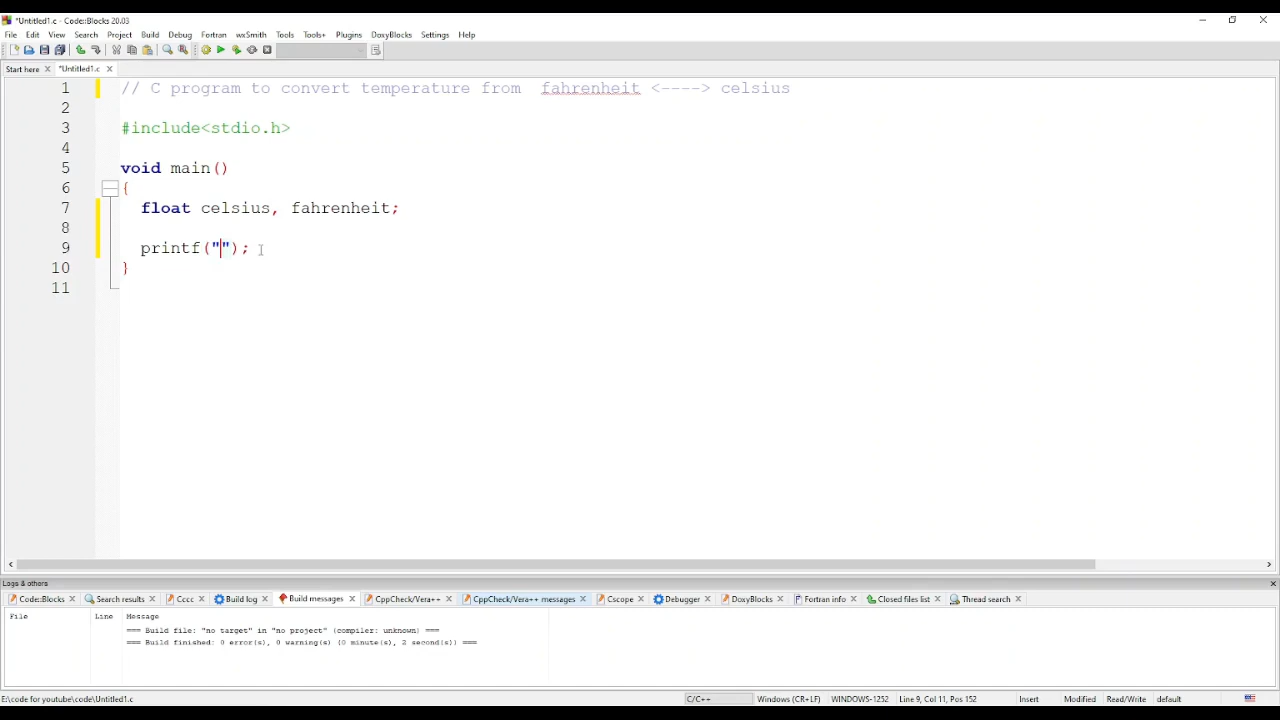 *Untitled1.c - Code::Blocks 20.03
File Edit View Search Project Build Debug Fortran wxSmith Tools Tools+ Plugins DoxyBlocks Settings Help
Start here *Untitled1.c
1 // C program to convert temperature from  fahrenheit <----> celsius
2
3 #include<stdio.h>
4
5 void main()
6 {
7 float celsius, fahrenheit;
8
9 printf("");
10 }
11
Logs & others
Code::Blocks Search results Cccc Build log Build messages CppCheck/Vera++ CppCheck/Vera++ messages Cscope Debugger DoxyBlocks Fortran info Closed files list Thread search
File Line Message
=== Build file: "no target" in "no project" (compiler: unknown) ===
=== Build finished: 0 error(s), 0 warning(s) (0 minute(s), 2 second(s)) ===
E:\code for youtube\code\Untitled1.c C/C++ Windows (CR+LF) WINDOWS-1252 Line 9, Col 11, Pos 152 Insert Modified Read/Write default